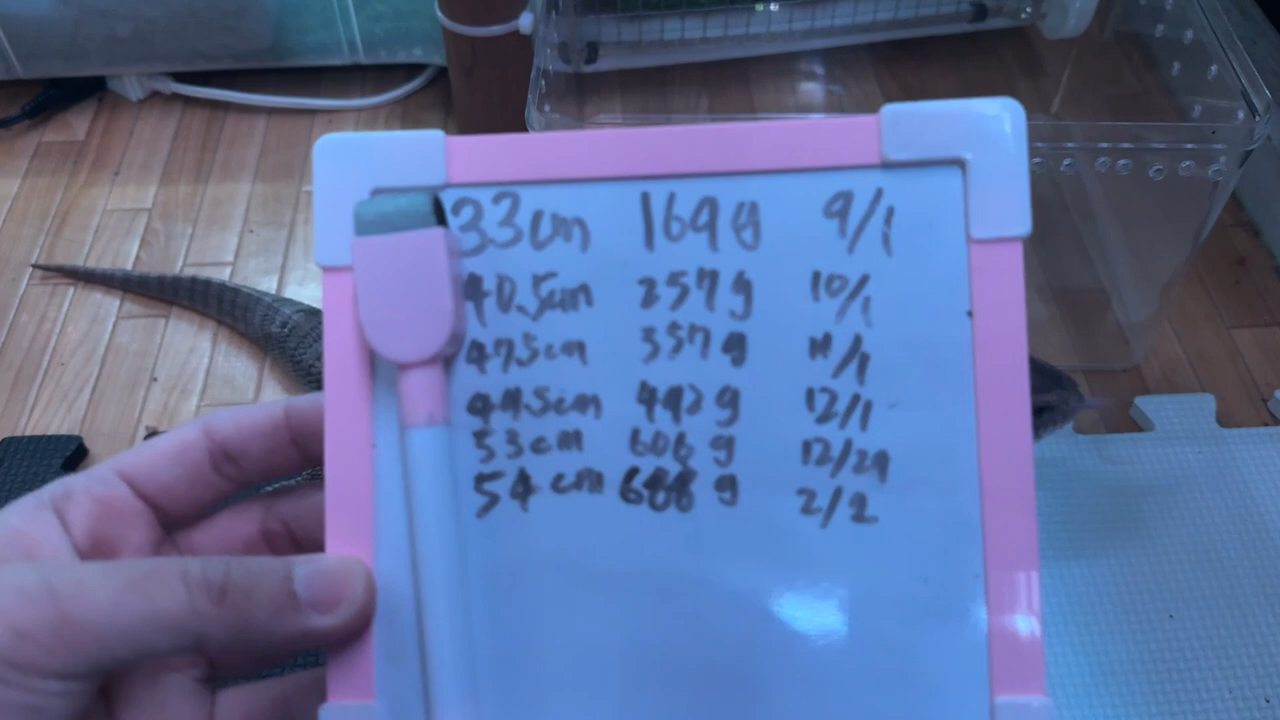 33cm 169g 9/1
40.5cm 257g 10/1
47.5cm 357g 11/1
49.5cm 492g 12/1
53cm 606g 12/29
54cm 688g 2/2